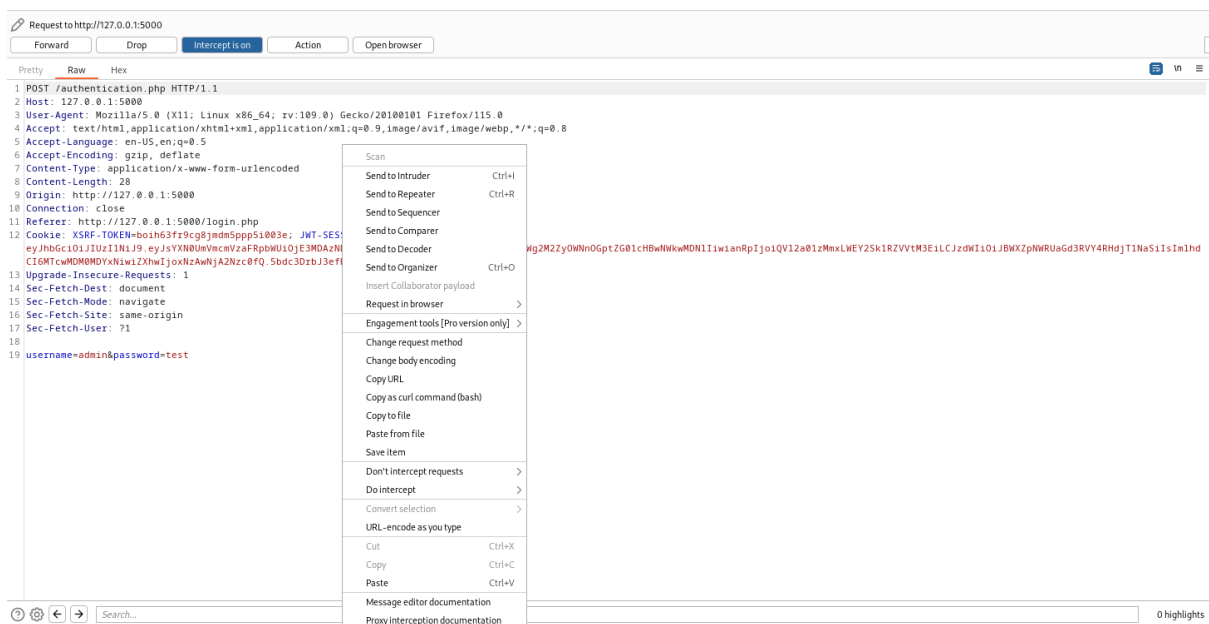 Request to http://127.0.0.1:5000
Forward Drop Intercept is on Action Open browser
Pretty Raw Hex \n
1 POST /authentication.php HTTP/1.1
2 Host: 127.0.0.1:5000
3 User-Agent: Mozilla/5.0 (X11; Linux x86_64; rv:109.0) Gecko/20100101 Firefox/115.0
4 Accept: text/html,application/xhtml+xml,application/xml;q=0.9,image/avif,image/webp,*/*;q=0.8
5 Accept-Language: en-US,en;q=0.5
6 Accept-Encoding: gzip, deflate
7 Content-Type: application/x-www-form-urlencoded
8 Content-Length: 28
9 Origin: http://127.0.0.1:5000
10 Connection: close
11 Referer: http://127.0.0.1:5000/login.php
12 Cookie: XSRF-TOKEN=boih63fr9cg8jmdm5ppp5i003e; JWT-SES
13 Upgrade-Insecure-Requests: 1
14 Sec-Fetch-Dest: document
15 Sec-Fetch-Mode: navigate
16 Sec-Fetch-Site: same-origin
17 Sec-Fetch-User: ?1
18
19 username=admin&password=test
Scan
Send to Intruder Ctrl+I
Send to Repeater Ctrl+R
Send to Sequencer
Send to Comparer
Send to Decoder
Send to Organizer Ctrl+O
Insert Collaborator payload
Request in browser
Engagement tools [Pro version only]
Change request method
Change body encoding
Copy URL
Copy as curl command (bash)
Copy to file
Paste from file
Save item
Don't intercept requests
Do intercept
Convert selection
URL-encode as you type
Cut Ctrl+X
Copy Ctrl+C
Paste Ctrl+V
Message editor documentation
Proxy interception documentation
Search...
0 highlights